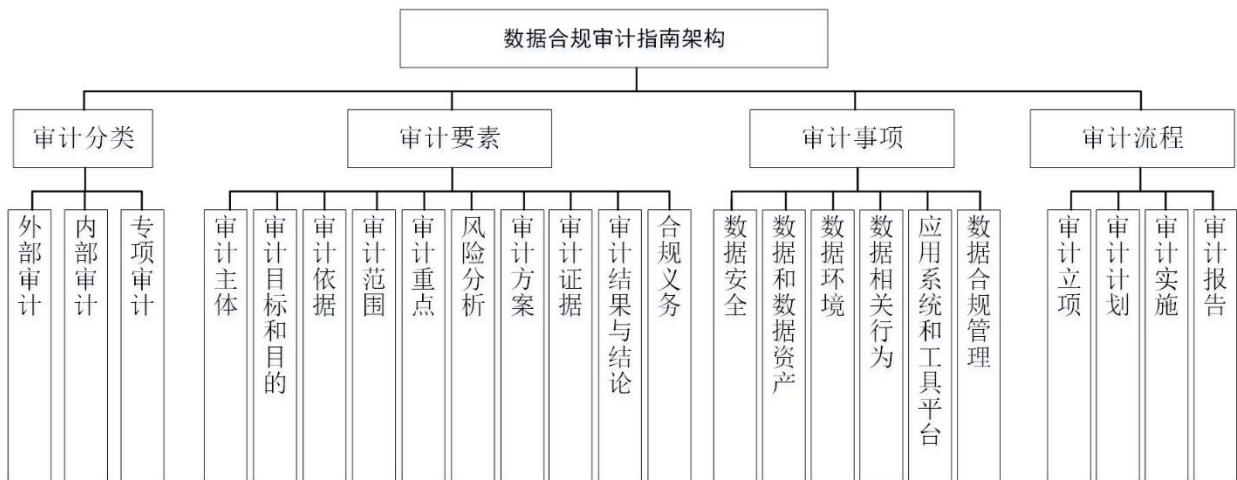 数据合规审计指南架构
审计分类
审计要素
审计事项
审计流程
外部审计
内部审计
专项审计
审计主体
审计目标和目的
审计依据
审计范围
审计重点
风险分析
审计方案
审计证据
审计结果与结论
合规义务
数据安全
数据和数据资产
数据环境
数据相关行为
应用系统和工具平台
数据合规管理
审计立项
审计计划
审计实施
审计报告